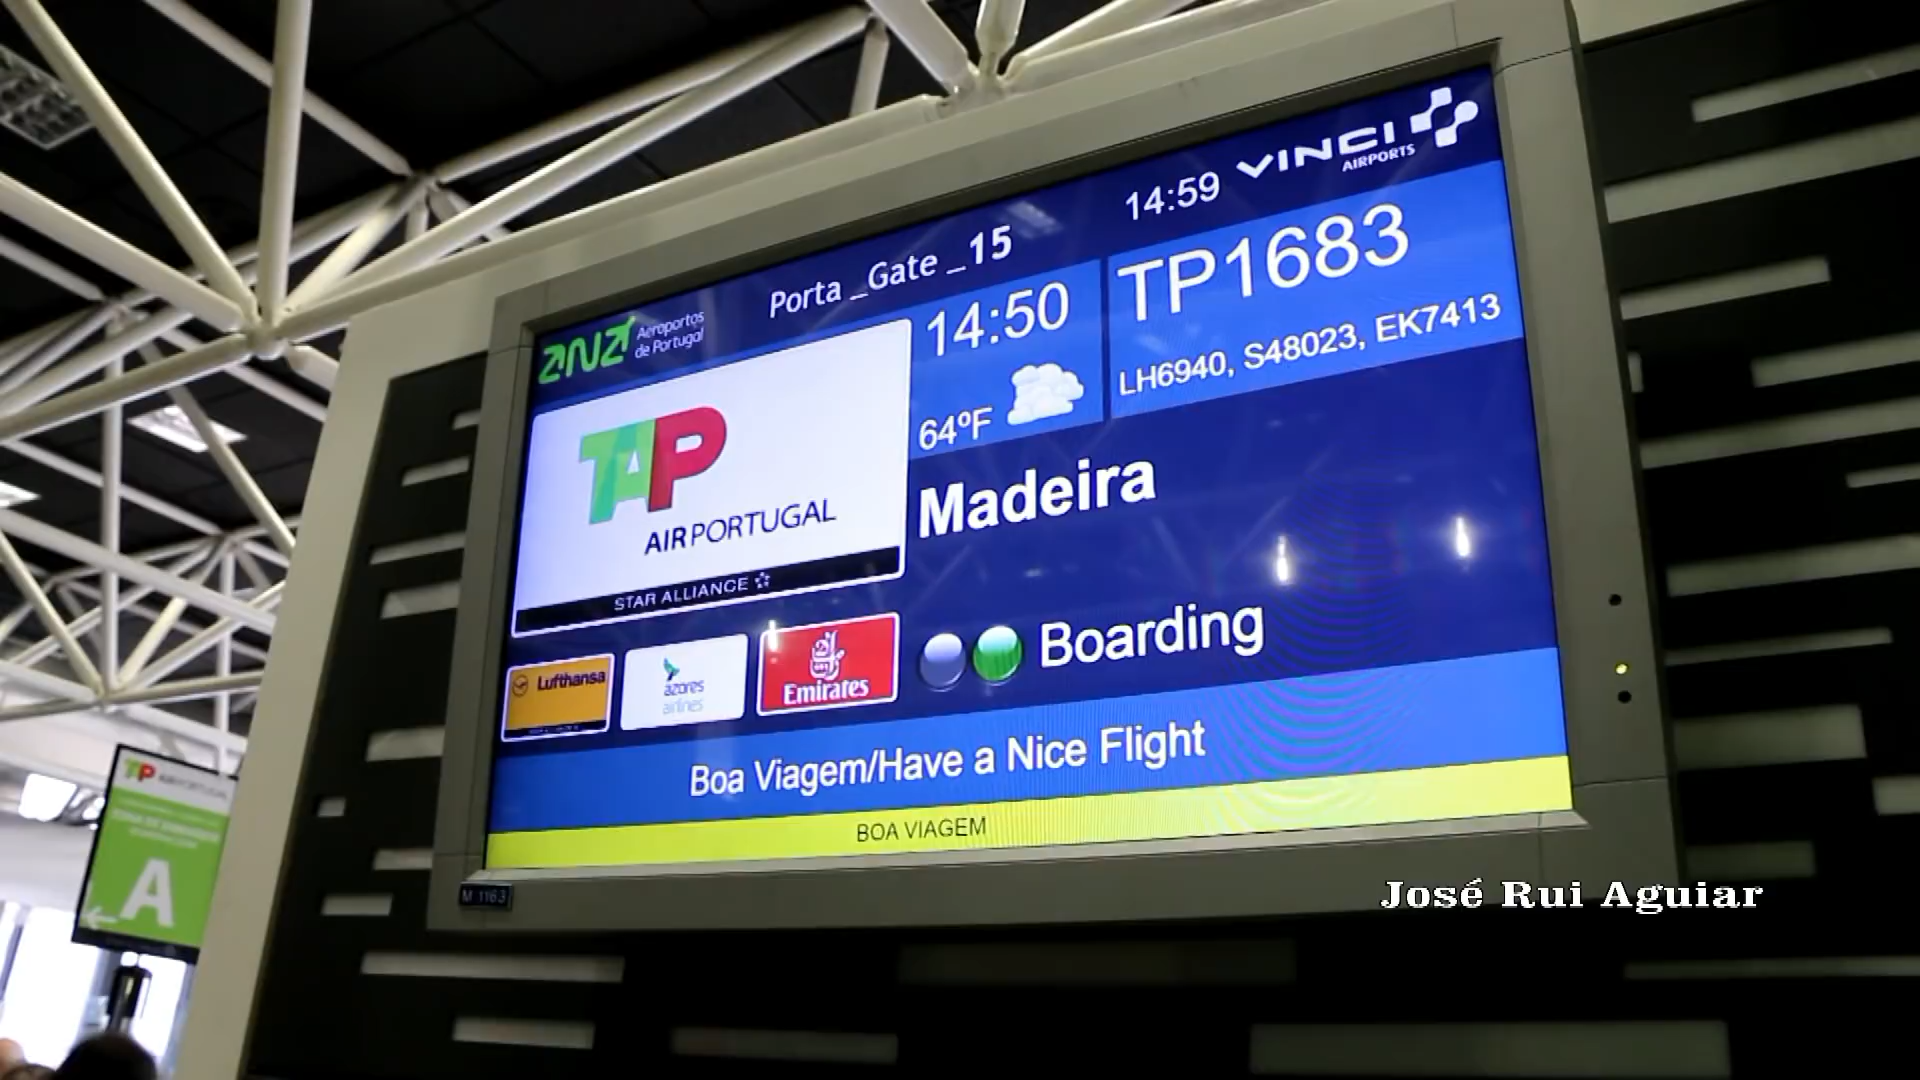 VINCI
AIRPORTS
14:59
Porta _Gate _15
ANA Aeroportos
de Portugal
14:50
TP1683
LH6940, S48023, EK7413
64ºF
TAP
AIRPORTUGAL
STAR ALLIANCE
Madeira
Lufthansa
azores
airlines
Emirates
Boarding
Boa Viagem/Have a Nice Flight
BOA VIAGEM
M 1163
TAP AIRPORTUGAL
A
José Rui Aguiar